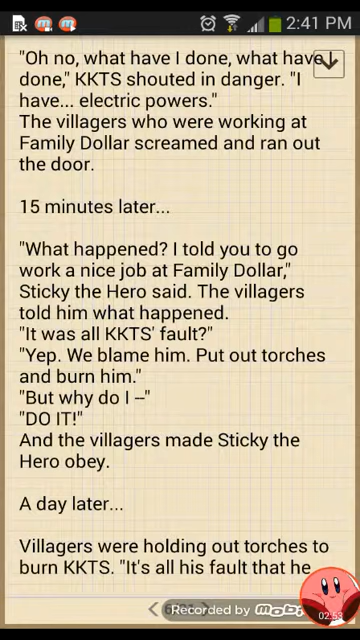 2:41 PM
"Oh no, what have I done, what have
done," KKTS shouted in danger. "I
have... electric powers."
The villagers who were working at
Family Dollar screamed and ran out
the door.
15 minutes later...
"What happened? I told you to go
work a nice job at Family Dollar,"
Sticky the Hero said. The villagers
told him what happened.
"It was all KKTS' fault?"
"Yep. We blame him. Put out torches
and burn him."
"But why do I --"
"DO IT!"
And the villagers made Sticky the
Hero obey.
A day later...
Villagers were holding out torches to
burn KKTS. "It's all his fault that he
Recorded by
02:53